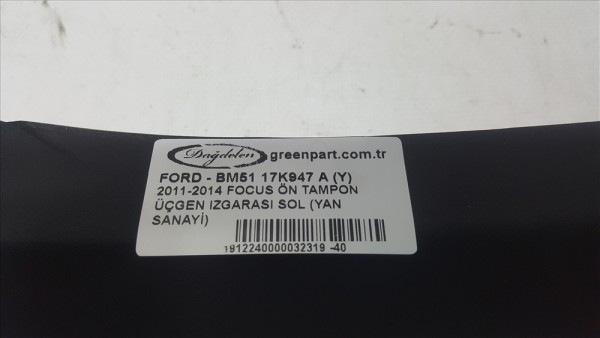 Dağdelen greenpart.com.tr
FORD - BM51 17K947 A (Y)
2011-2014 FOCUS ÖN TAMPON
ÜÇGEN IZGARASI SOL (YAN
SANAYİ)
1912240000032319 -40